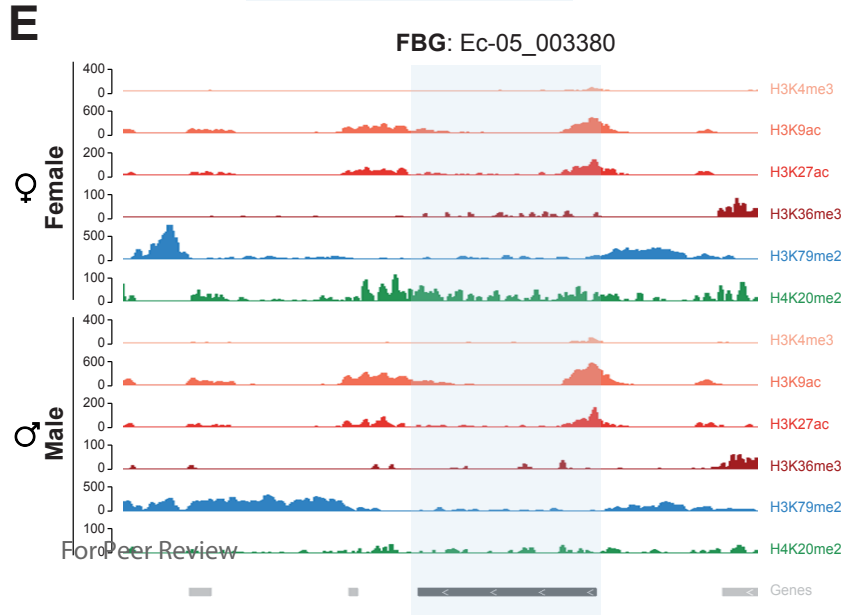 E
FBG: Ec-05_003380
Female
400
0
H3K4me3
600
0
H3K9ac
200
0
H3K27ac
100
0
H3K36me3
500
0
H3K79me2
100
0
H4K20me2
Male
400
0
H3K4me3
600
0
H3K9ac
200
0
H3K27ac
100
0
H3K36me3
500
0
H3K79me2
100
0
H4K20me2
For Peer Review
Genes